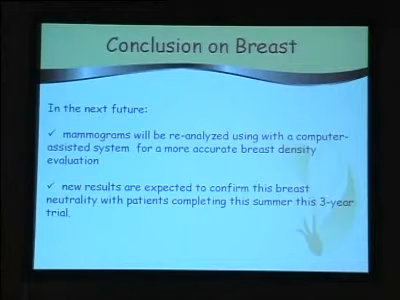 Conclusion on Breast
In the next future:
✓ mammograms will be re-analyzed using with a computer-
assisted system for a more accurate breast density
evaluation
✓ new results are expected to confirm this breast
neutrality with patients completing this summer this 3-year
trial.